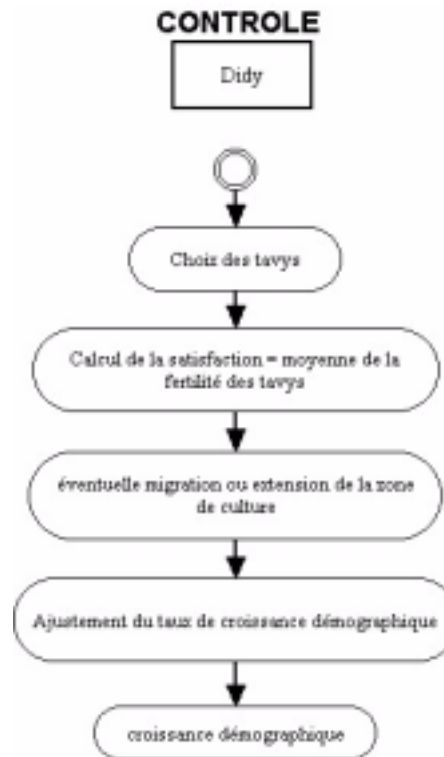 CONTROLE
Didy
Choix des tavys
Calcul de la satisfaction = moyenne de la
fertilité des tavys
éventuelle migration ou extension de la zone
de culture
Ajustement du taux de croissance démographique
croissance démographique